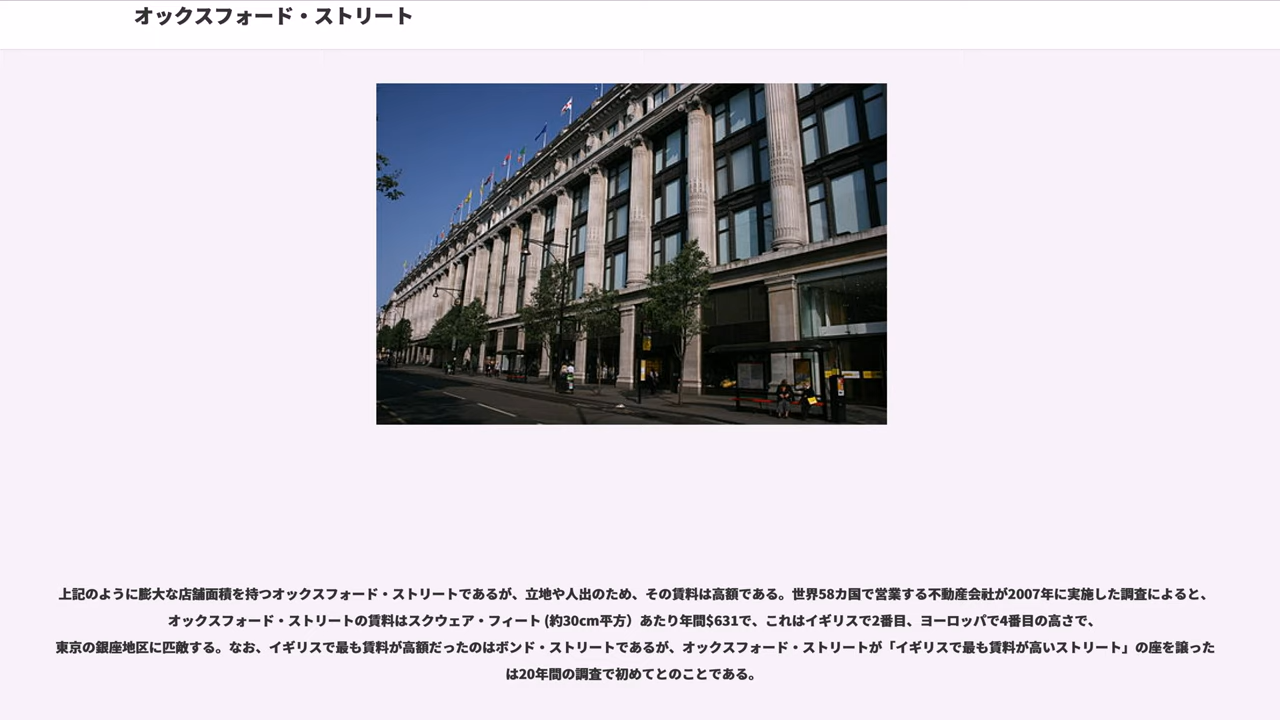 オックスフォード・ストリート
上記のように膨大な店舗面積を持つオックスフォード・ストリートであるが、立地や人出のため、その賃料は高額である。世界58カ国で営業する不動産会社が2007年に実施した調査によると、
オックスフォード・ストリートの賃料はスクウェア・フィート (約30cm平方）あたり年間$631で、これはイギリスで2番目、ヨーロッパで4番目の高さで、
東京の銀座地区に匹敵する。なお、イギリスで最も賃料が高額だったのはボンド・ストリートであるが、オックスフォード・ストリートが「イギリスで最も賃料が高いストリート」の座を譲った
は20年間の調査で初めてとのことである。